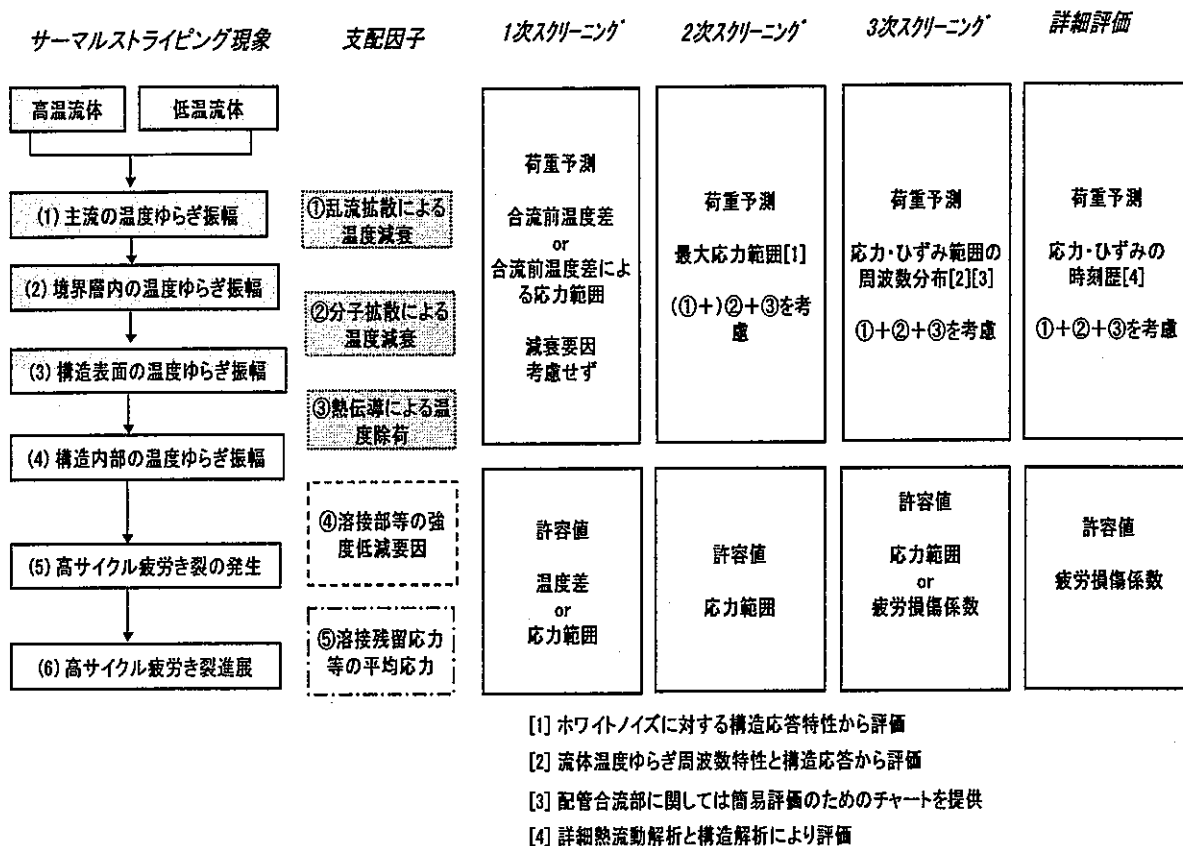 サーマルストライピング現象
支配因子
1次スクリーニング
2次スクリーニング
3次スクリーニング
詳細評価
高温流体
低温流体
(1) 主流の温度ゆらぎ振幅
(2) 境界層内の温度ゆらぎ振幅
(3) 構造表面の温度ゆらぎ振幅
(4) 構造内部の温度ゆらぎ振幅
(5) 高サイクル疲労き裂の発生
(6) 高サイクル疲労き裂進展
①乱流拡散による
温度減衰
②分子拡散による
温度減衰
③熱伝導による温
度除荷
④溶接部等の強
度低減要因
⑤溶接残留応力
等の平均応力
荷重予測
合流前温度差
or
合流前温度差によ
る応力範囲
減衰要因
考慮せず
許容値
温度差
or
応力範囲
荷重予測
最大応力範囲[1]
(①+)②+③を考
慮
許容値
応力範囲
荷重予測
応力・ひずみ範囲の
周波数分布[2][3]
①+②+③を考慮
許容値
応力範囲
or
疲労損傷係数
荷重予測
応力・ひずみの
時刻歴[4]
①+②+③を考慮
許容値
疲労損傷係数
[1] ホワイトノイズに対する構造応答特性から評価
[2] 流体温度ゆらぎ周波数特性と構造応答から評価
[3] 配管合流部に関しては簡易評価のためのチャートを提供
[4] 詳細熱流動解析と構造解析により評価